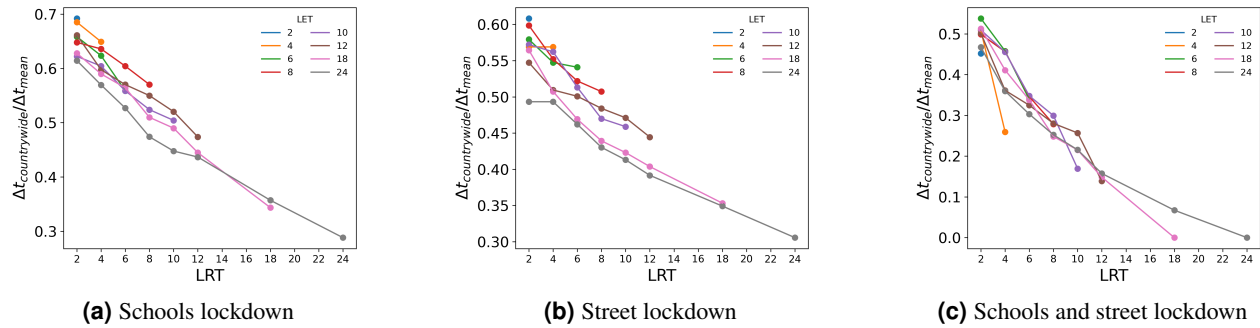 0.7
0.6
0.5
0.4
0.3
Δt_countrywide/Δt_mean
LET
2 10
4 12
6 18
8 24
2 4 6 8 10 12 14 16 18 20 22 24
LRT
(a) Schools lockdown
0.60
0.55
0.50
0.45
0.40
0.35
0.30
Δt_countrywide/Δt_mean
LET
2 10
4 12
6 18
8 24
2 4 6 8 10 12 14 16 18 20 22 24
LRT
(b) Street lockdown
0.5
0.4
0.3
0.2
0.1
0.0
Δt_countrywide/Δt_mean
LET
2 10
4 12
6 18
8 24
2 4 6 8 10 12 14 16 18 20 22 24
LRT
(c) Schools and street lockdown